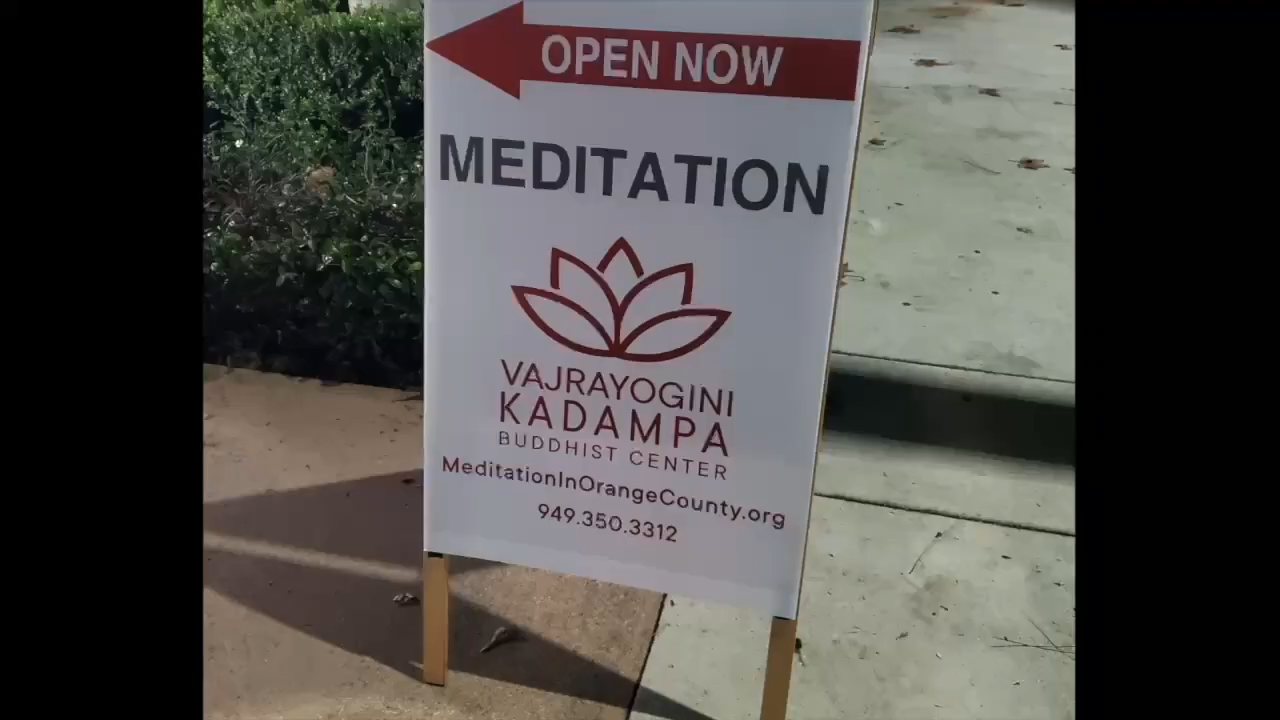 OPEN NOW
MEDITATION
VAJRAYOGINI
KADAMPA
BUDDHIST CENTER
MeditationInOrangeCounty.org
949.350.3312